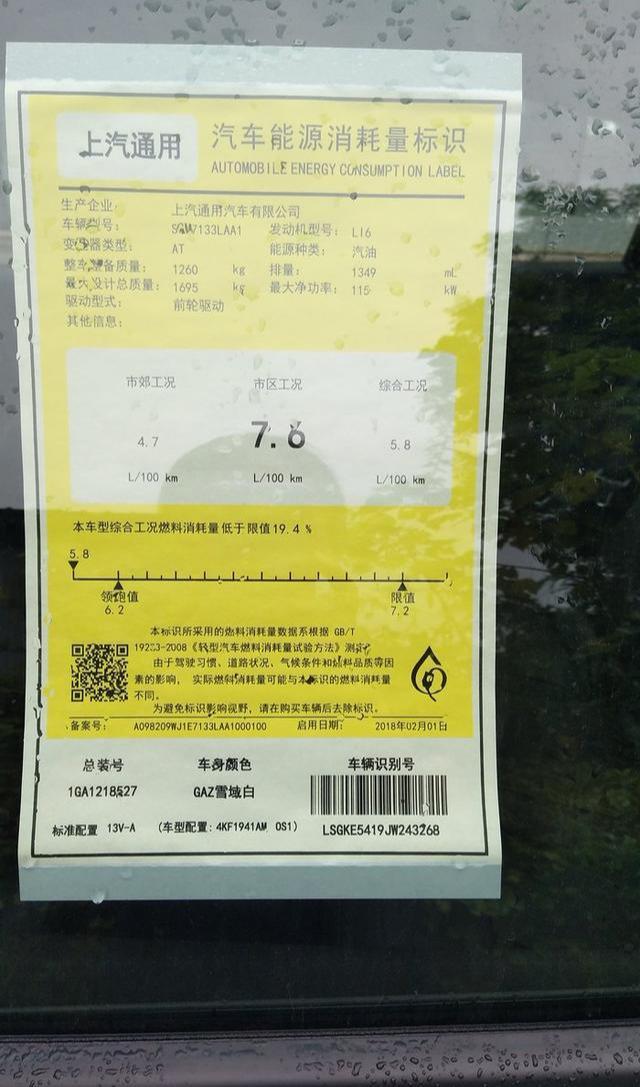 上汽通用
汽车能源消耗量标识
AUTOMOBILE ENERGY CONSUMPTION LABEL
生产企业： 上汽通用汽车有限公司
车辆型号： SGW7133LAA1 发动机型号： LI6
变速器类型： AT 能源种类： 汽油
整车整备质量： 1260 kg 排量： 1349 mL
最大设计总质量： 1695 kg 最大净功率： 115 kW
驱动型式： 前轮驱动
其他信息：
市郊工况 市区工况 综合工况
4.7 7.6 5.8
L/100 km L/100 km L/100 km
本车型综合工况燃料消耗量低于限值19.4 %
5.8
领跑值 限值
6.2 7.2
本标识所采用的燃料消耗量数据系根据 GB/T
19233-2008《轻型汽车燃料消耗量试验方法》测定。
由于驾驶习惯、道路状况、气候条件和燃料品质等因
素的影响， 实际燃料消耗量可能与本标识的燃料消耗量
不同。
为避免标识影响视野，请在购买车辆后去除标识。
备案号： A098209WJ1E7133LAA1000100 启用日期： 2018年02月01日
总装号 车身颜色 车辆识别号
1GA1218527 GAZ雪域白
标准配置 13V-A （车型配置：4KF1941AM 0S1） LSGKE5419JW243268